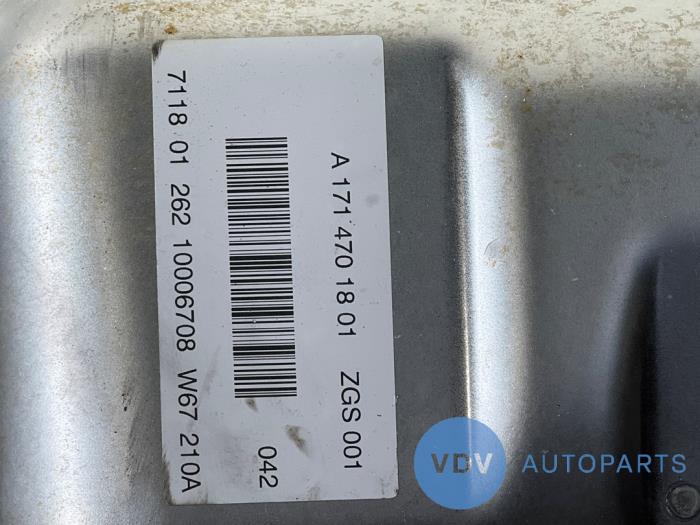 A 171 470 18 01 ZGS 001
042
7118 01 262 10006708 W67 210A
VDV AUTOPARTS